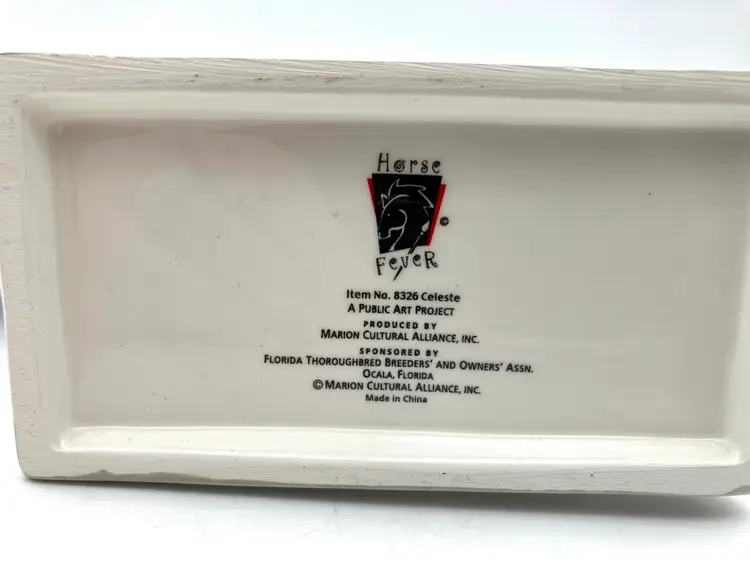 Horse
©
FeveR
Item No. 8326 Celeste
A PUBLIC ART PROJECT
PRODUCED BY
MARION CULTURAL ALLIANCE, INC.
SPONSORED BY
FLORIDA THOROUGHBRED BREEDERS' AND OWNERS' ASSN.
OCALA, FLORIDA
© MARION CULTURAL ALLIANCE, INC.
Made in China